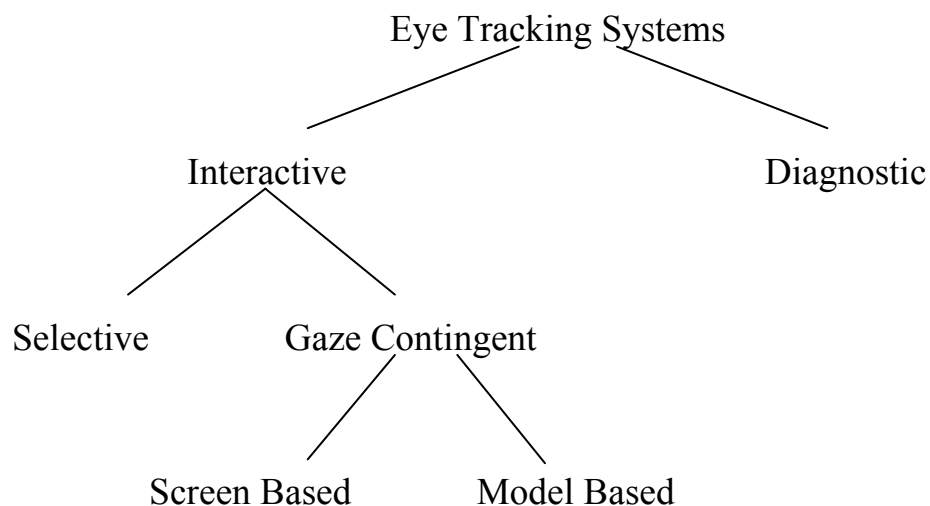 Eye Tracking Systems
Interactive
Diagnostic
Selective
Gaze Contingent
Screen Based
Model Based